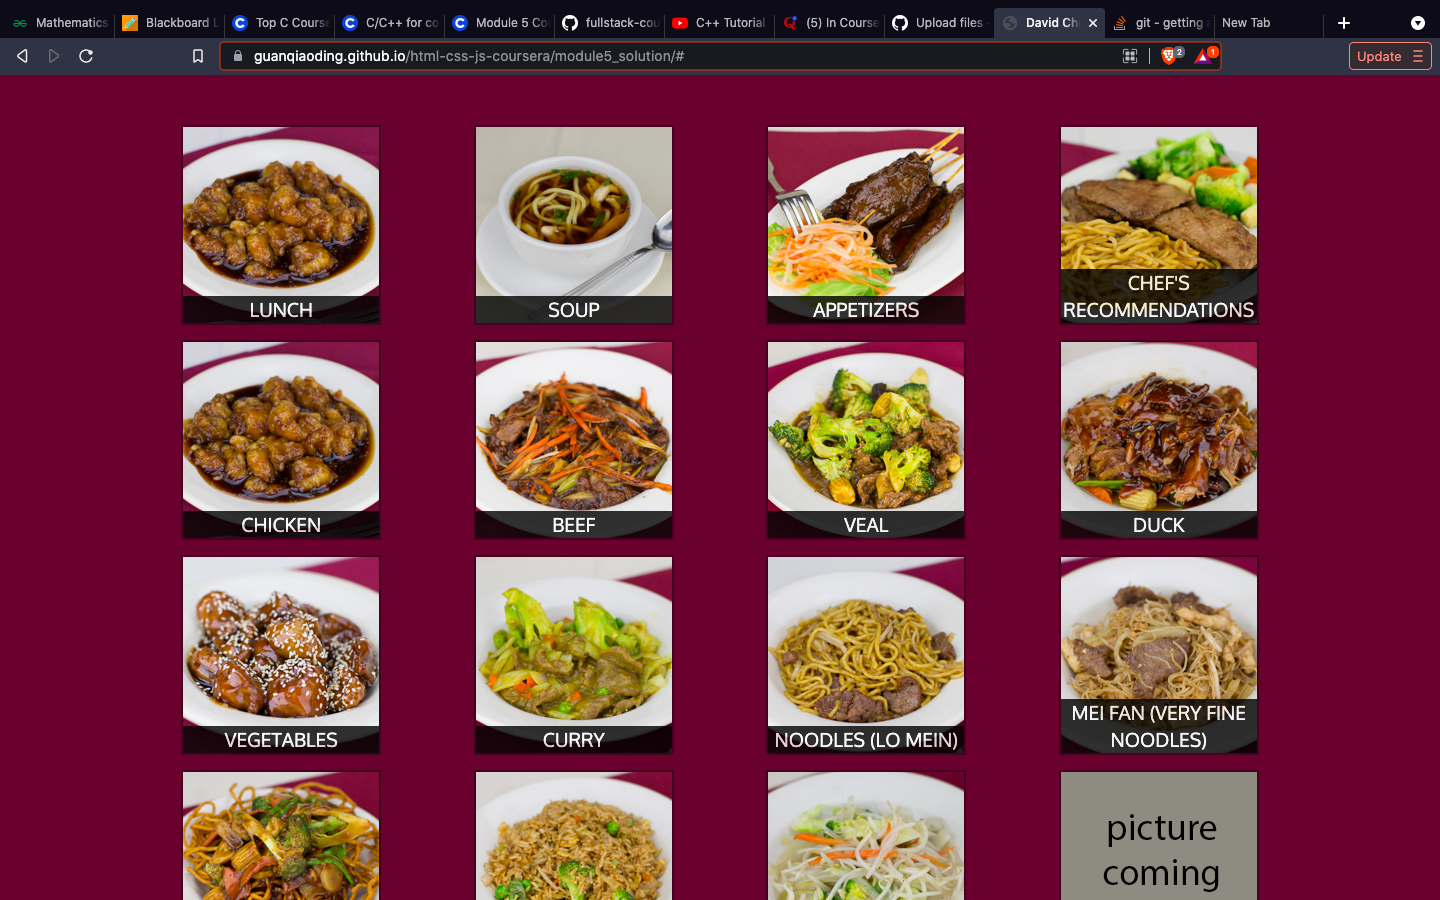 Mathematics
Blackboard L
Top C Course
C/C++ for co
Module 5 Co
fullstack-cou
C++ Tutorial
(5) In Course
Upload files
David Ch
git - getting a
New Tab
guanqiaoding.github.io/html-css-js-coursera/module5_solution/#
2
1
Update
LUNCH
SOUP
APPETIZERS
CHEF'S
RECOMMENDATIONS
CHICKEN
BEEF
VEAL
DUCK
VEGETABLES
CURRY
NOODLES (LO MEIN)
MEI FAN (VERY FINE
NOODLES)
picture
coming